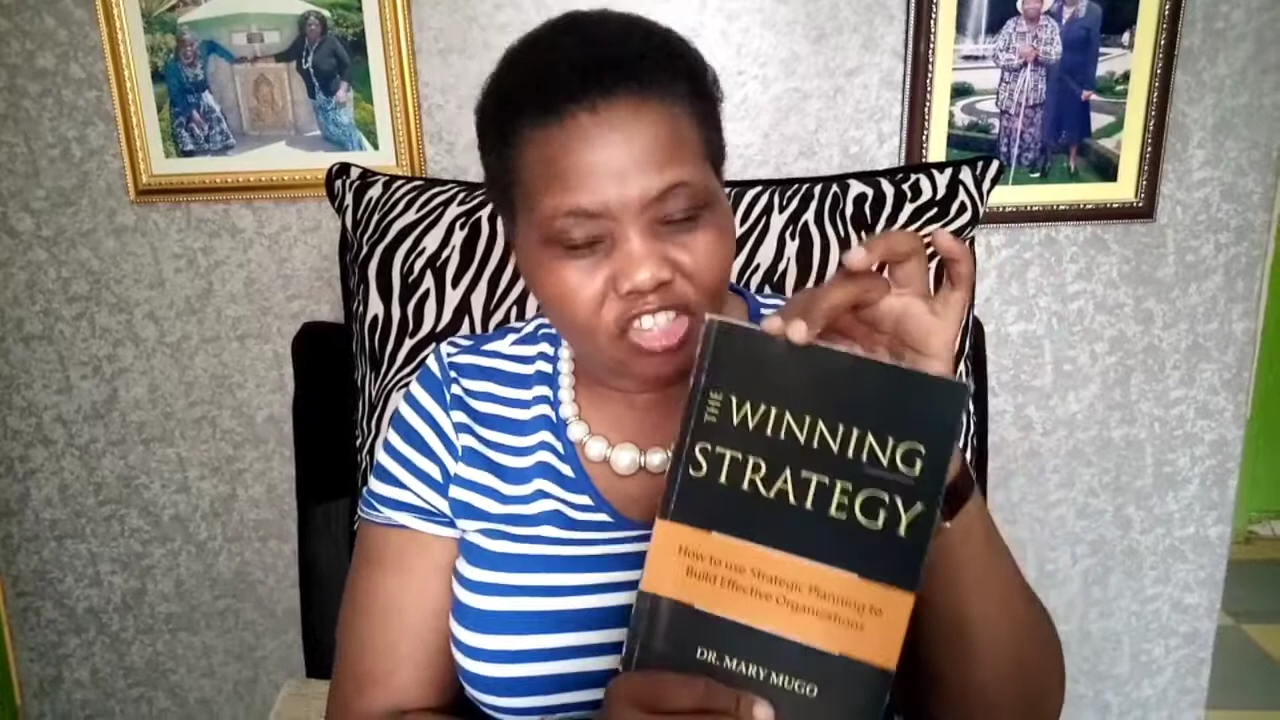 THE WINNING
STRATEGY
How to use Strategic Planning to
Build Effective Organizations
DR. MARY MUGO